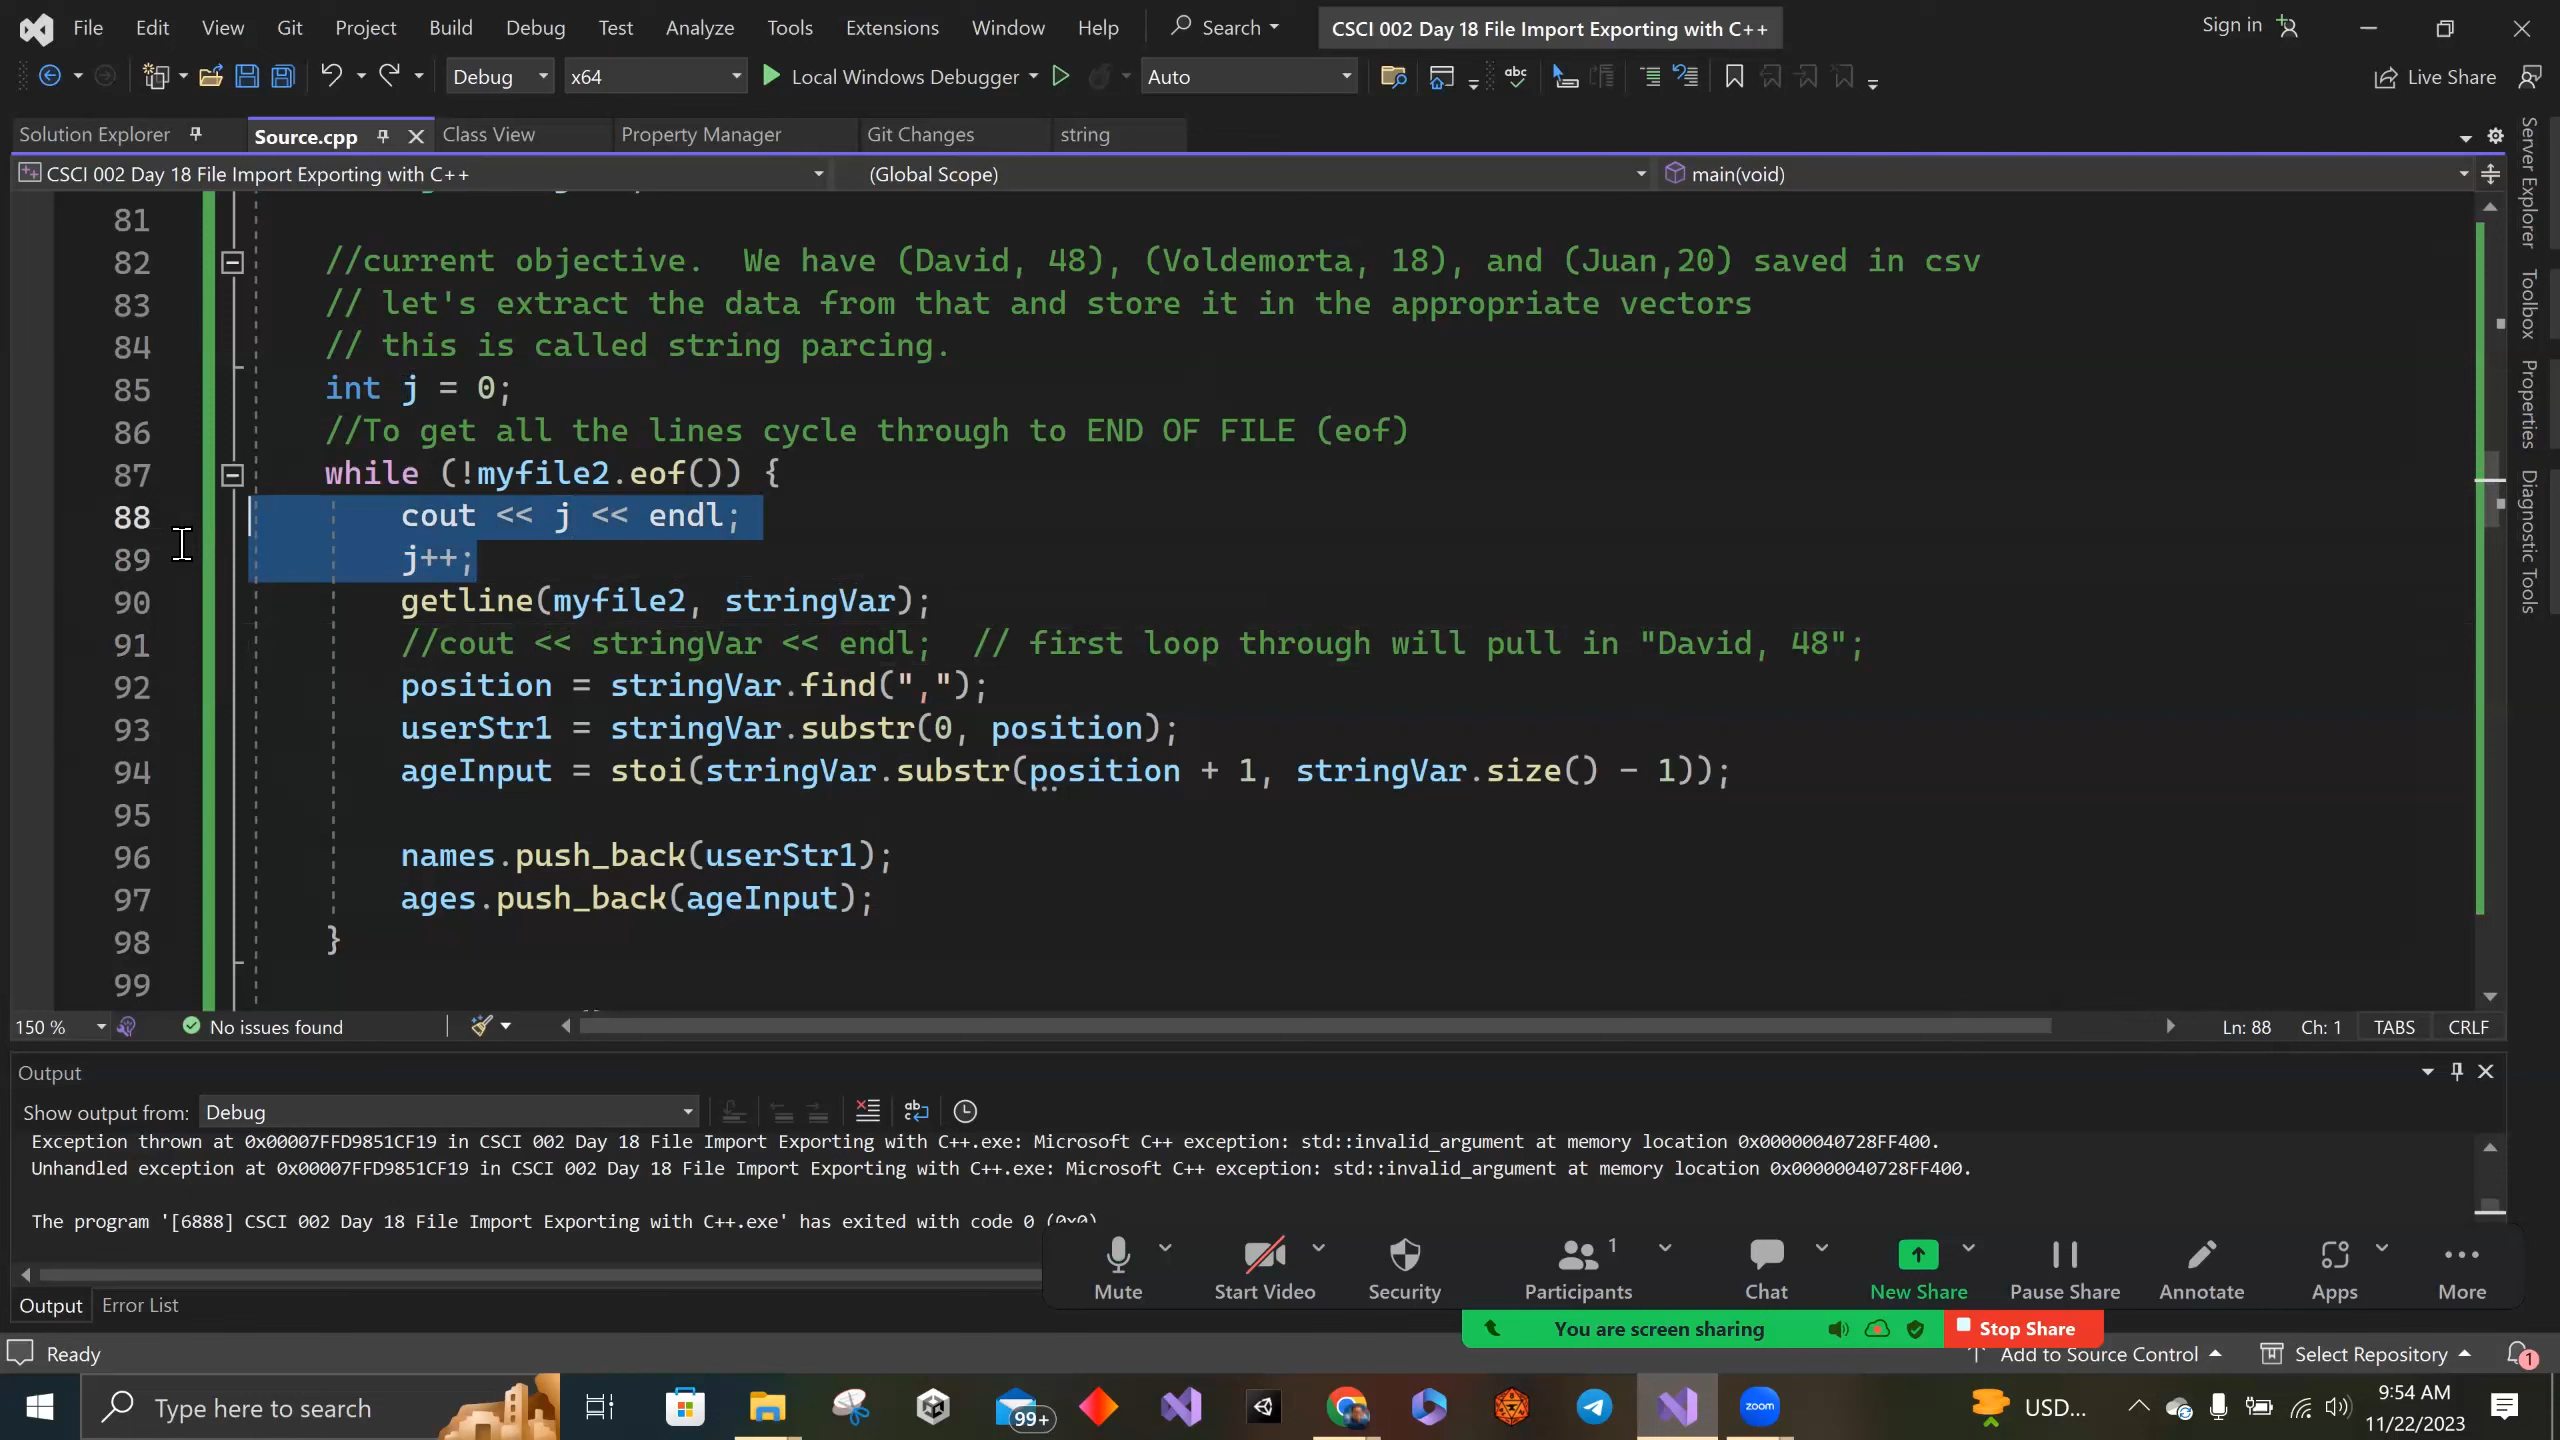 File Edit View Git Project Build Debug Test Analyze Tools Extensions Window Help Search CSCI 002 Day 18 File Import Exporting with C++ Sign in
Debug x64 Local Windows Debugger Auto Live Share
Solution Explorer Source.cpp Class View Property Manager Git Changes string
CSCI 002 Day 18 File Import Exporting with C++ (Global Scope) main(void)
81
82 //current objective.  We have (David, 48), (Voldemorta, 18), and (Juan,20) saved in csv
83 // let's extract the data from that and store it in the appropriate vectors
84 // this is called string parcing.
85 int j = 0;
86 //To get all the lines cycle through to END OF FILE (eof)
87 while (!myfile2.eof()) {
88 cout << j << endl;
89 j++;
90 getline(myfile2, stringVar);
91 //cout << stringVar << endl;  // first loop through will pull in "David, 48";
92 position = stringVar.find(",");
93 userStr1 = stringVar.substr(0, position);
94 ageInput = stoi(stringVar.substr(position + 1, stringVar.size() - 1));
95
96 names.push_back(userStr1);
97 ages.push_back(ageInput);
98 }
99
150 % No issues found Ln: 88 Ch: 1 TABS CRLF
Output
Show output from: Debug
Exception thrown at 0x00007FFD9851CF19 in CSCI 002 Day 18 File Import Exporting with C++.exe: Microsoft C++ exception: std::invalid_argument at memory location 0x00000040728FF400.
Unhandled exception at 0x00007FFD9851CF19 in CSCI 002 Day 18 File Import Exporting with C++.exe: Microsoft C++ exception: std::invalid_argument at memory location 0x00000040728FF400.
The program '[6888] CSCI 002 Day 18 File Import Exporting with C++.exe' has exited with code 0 (0x0)
Output Error List
Mute Start Video Security Participants 1 Chat New Share Pause Share Annotate Apps More
You are screen sharing Stop Share
Ready Add to Source Control Select Repository 1
Type here to search 99+ zoom USD... 9:54 AM
11/22/2023
Server Explorer
Toolbox
Properties
Diagnostic Tools